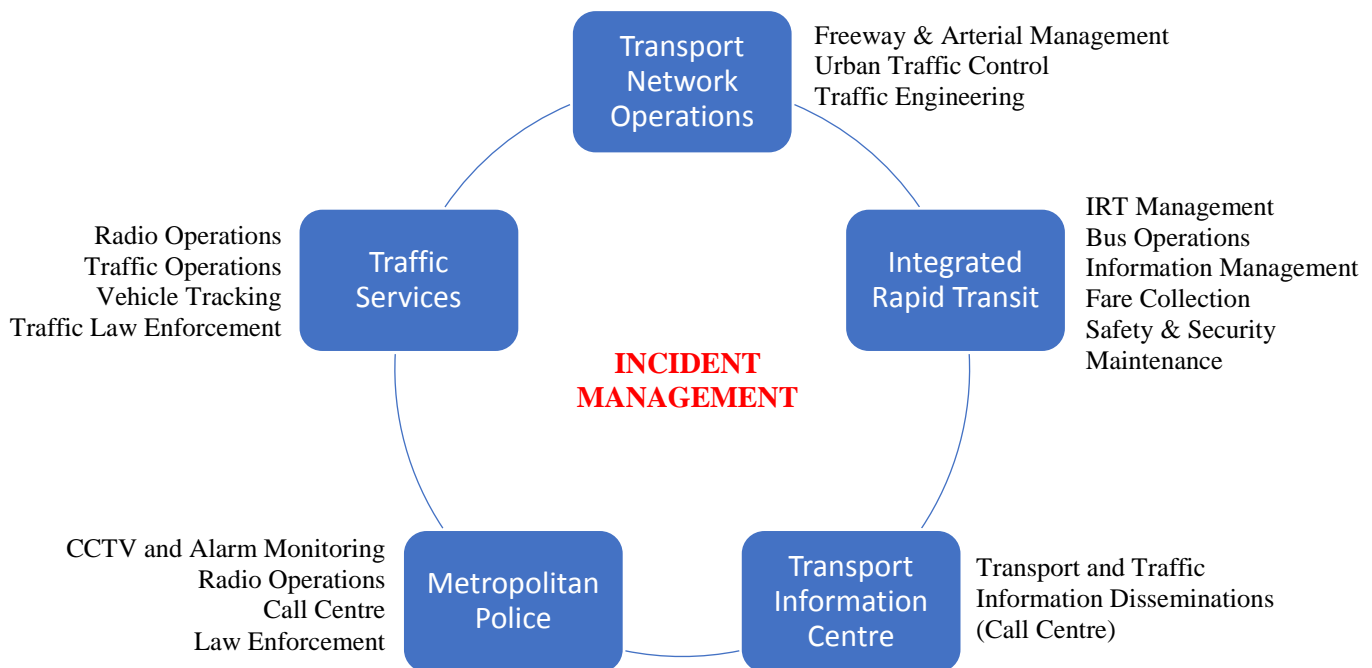 Transport
Network
Operations
Freeway & Arterial Management
Urban Traffic Control
Traffic Engineering
Radio Operations
Traffic Operations
Vehicle Tracking
Traffic Law Enforcement
Traffic
Services
Integrated
Rapid Transit
IRT Management
Bus Operations
Information Management
Fare Collection
Safety & Security
Maintenance
INCIDENT
MANAGEMENT
CCTV and Alarm Monitoring
Radio Operations
Call Centre
Law Enforcement
Metropolitan
Police
Transport
Information
Centre
Transport and Traffic
Information Disseminations
(Call Centre)